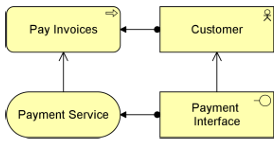 Pay Invoices
Customer
Payment Service
Payment
Interface